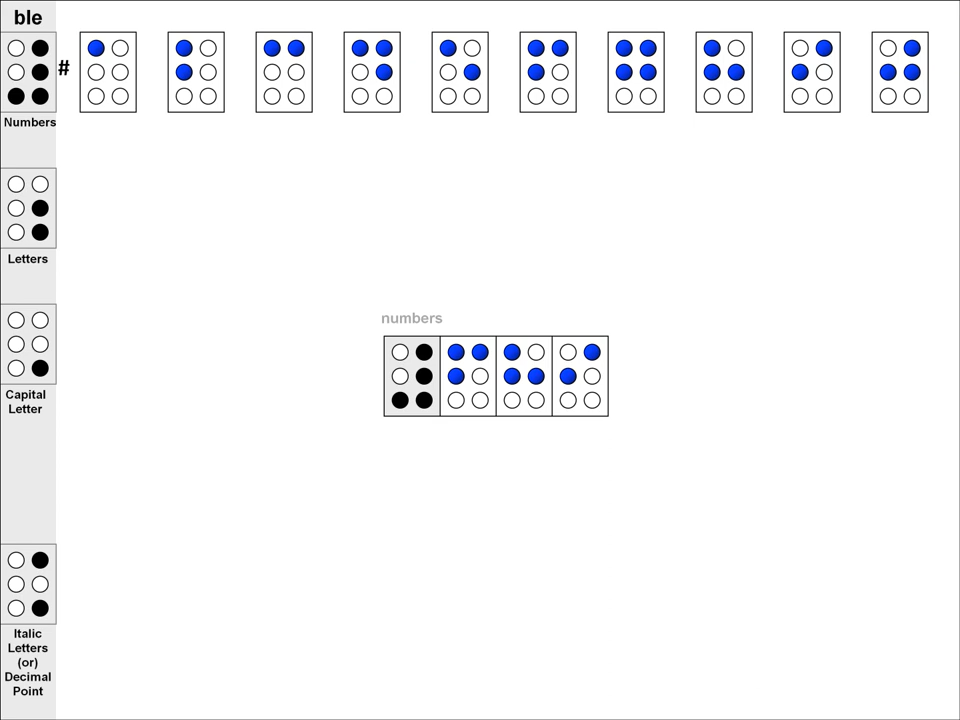 ble
⠼ # ⠁ ⠃ ⠉ ⠙ ⠑ ⠋ ⠛ ⠓ ⠊ ⠚
Numbers
⠰
Letters
numbers
⠼⠋⠓⠊
⠠
Capital
Letter
⠨
Italic
Letters
(or)
Decimal
Point